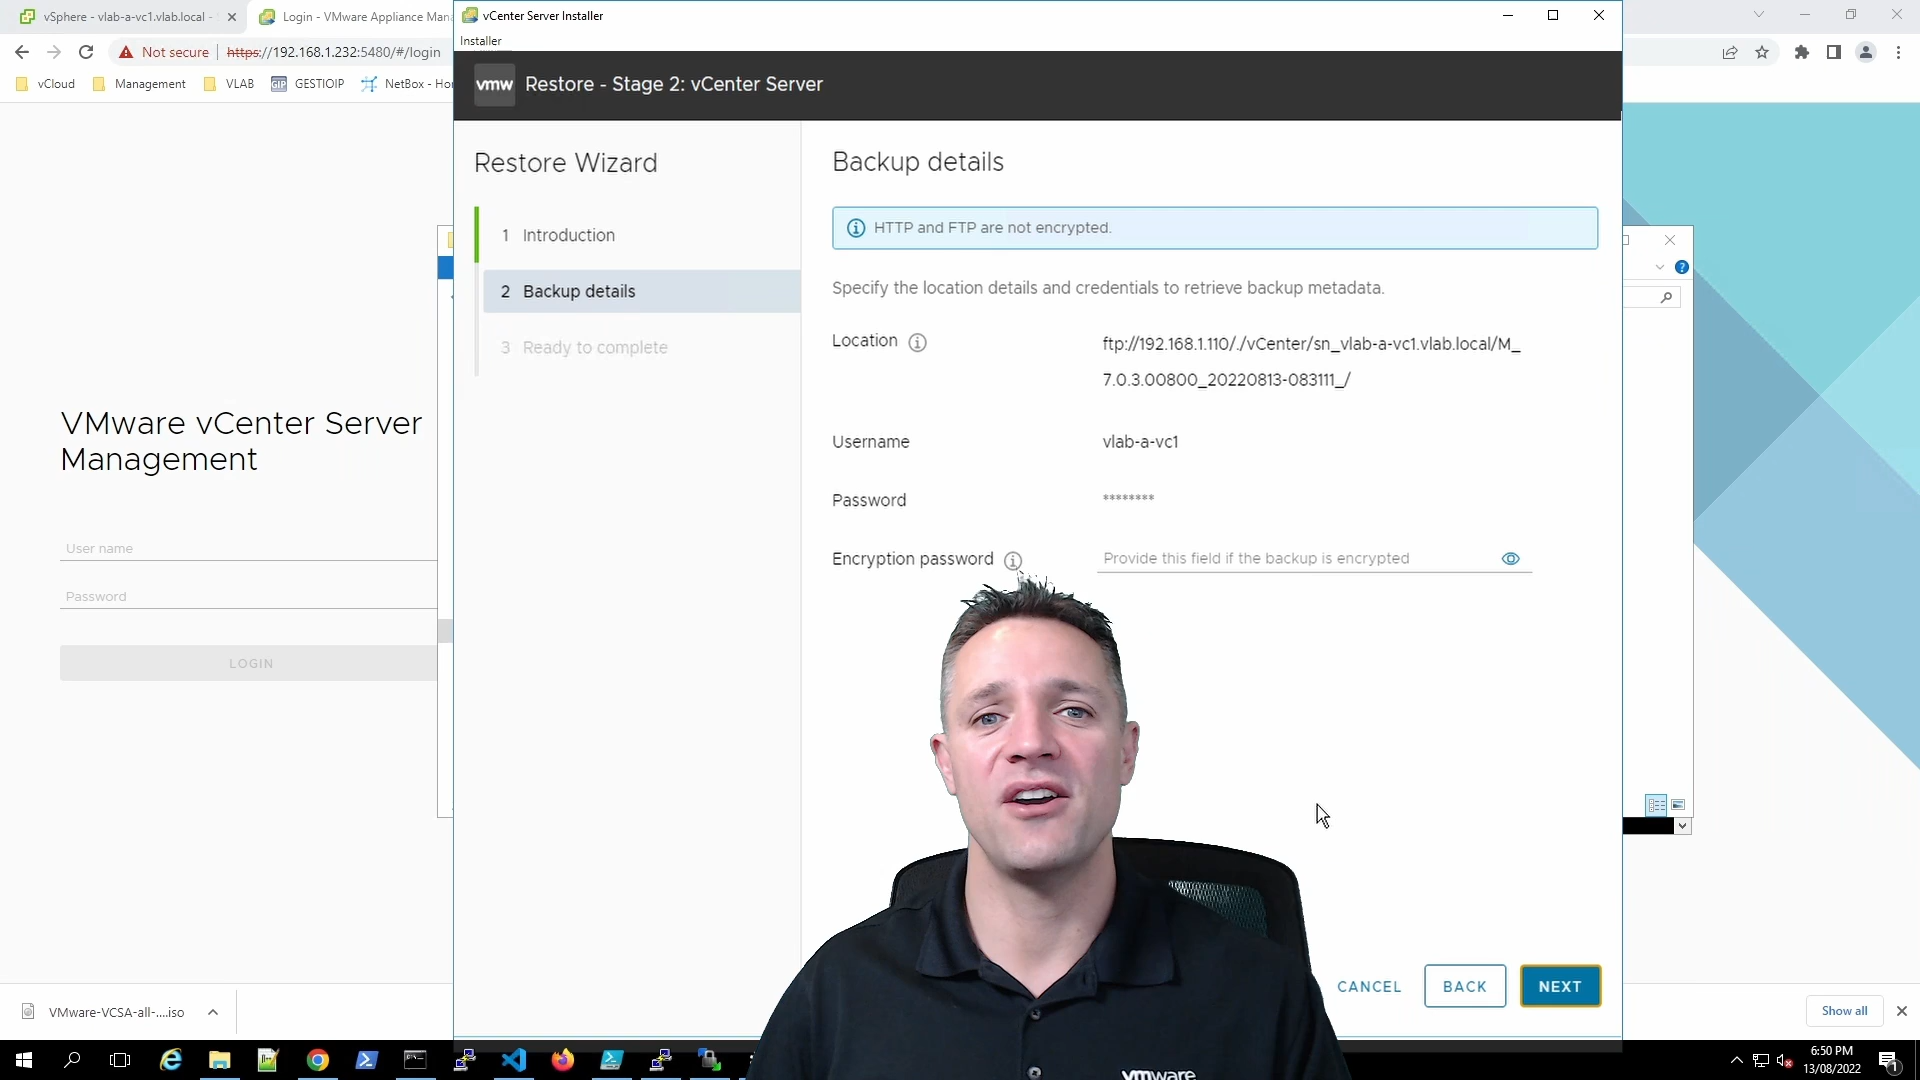 vSphere - vlab-a-vc1.vlab.local -
Login - VMware Appliance Man
Not secure
https://192.168.1.232:5480/#/login
vCloud
Management
VLAB
GIP
GESTIOIP
NetBox - Ho
vCenter Server Installer
Installer
vmw
Restore - Stage 2: vCenter Server
Restore Wizard
1 Introduction
2 Backup details
3 Ready to complete
Backup details
HTTP and FTP are not encrypted.
Specify the location details and credentials to retrieve backup metadata.
Location
ftp://192.168.1.110/./vCenter/sn_vlab-a-vc1.vlab.local/M_
7.0.3.00800_20220813-083111_/
Username
vlab-a-vc1
Password
********
Encryption password
Provide this field if the backup is encrypted
CANCEL
BACK
NEXT
VMware vCenter Server
Management
User name
Password
LOGIN
VMware-VCSA-all-....iso
Show all
vmware
6:50 PM
13/08/2022
1